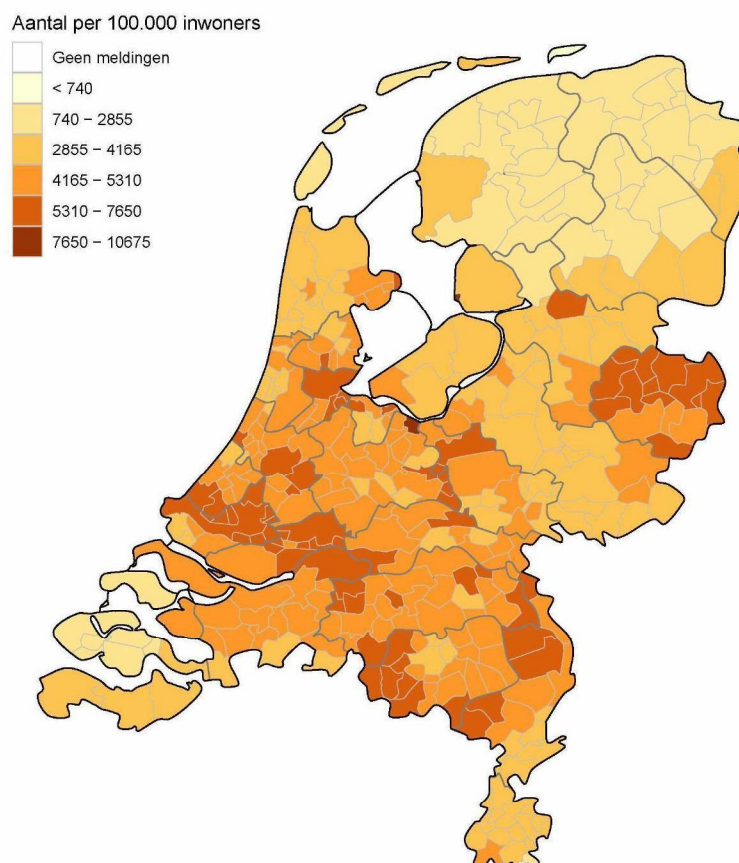 Aantal per 100.000 inwoners
Geen meldingen
< 740
740 – 2855
2855 – 4165
4165 – 5310
5310 – 7650
7650 – 10675